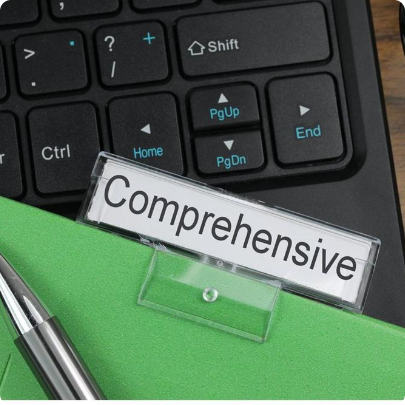 > .
? + /
Shift
Ctrl
Home
PgUp
PgDn
End
Comprehensive